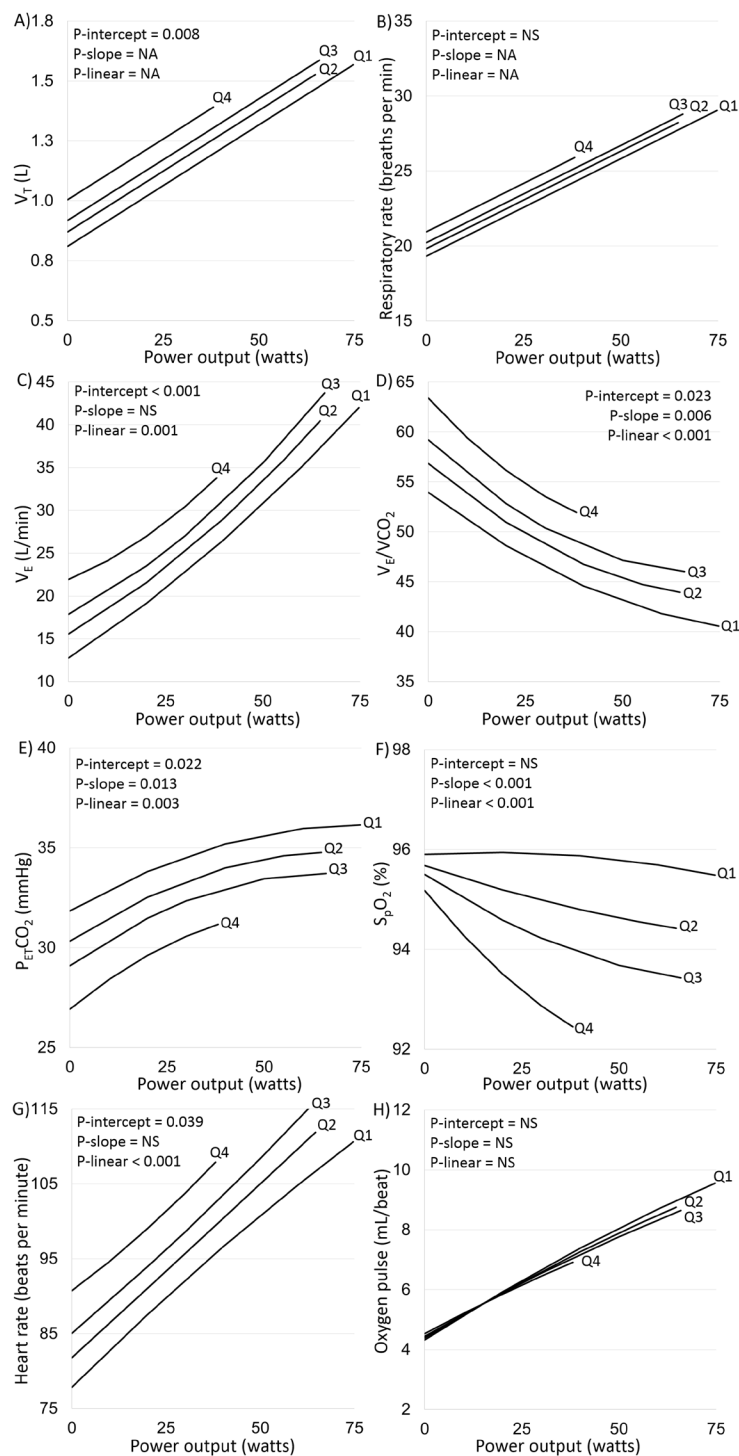 A)
P-intercept = 0.008
P-slope = NA
P-linear = NA
1.8
1.5
1.3
1.0
0.8
0.5
V_T (L)
Q4
Q3
Q2
Q1
0 25 50 75
Power output (watts)
B)
P-intercept = NS
P-slope = NA
P-linear = NA
35
30
25
20
15
Respiratory rate (breaths per min)
Q4
Q3 Q2 Q1
0 25 50 75
Power output (watts)
C)
P-intercept < 0.001
P-slope = NS
P-linear = 0.001
45
40
35
30
25
20
15
10
V_E (L/min)
Q4
Q3
Q2
Q1
0 25 50 75
Power output (watts)
D)
P-intercept = 0.023
P-slope = 0.006
P-linear < 0.001
65
60
55
50
45
40
35
V_E/VCO₂
Q4
Q3
Q2
Q1
0 25 50 75
Power output (watts)
E)
P-intercept = 0.022
P-slope = 0.013
P-linear = 0.003
40
35
30
25
P_ETCO₂ (mmHg)
Q1
Q2
Q3
Q4
0 25 50 75
Power output (watts)
F)
P-intercept = NS
P-slope < 0.001
P-linear < 0.001
98
96
94
92
S_pO₂ (%)
Q1
Q2
Q3
Q4
0 25 50 75
Power output (watts)
G)
P-intercept = 0.039
P-slope = NS
P-linear < 0.001
115
105
95
85
75
Heart rate (beats per minute)
Q4
Q3
Q2
Q1
0 25 50 75
Power output (watts)
H)
P-intercept = NS
P-slope = NS
P-linear = NS
12
10
8
6
4
2
Oxygen pulse (mL/beat)
Q1
Q2
Q3
Q4
0 25 50 75
Power output (watts)